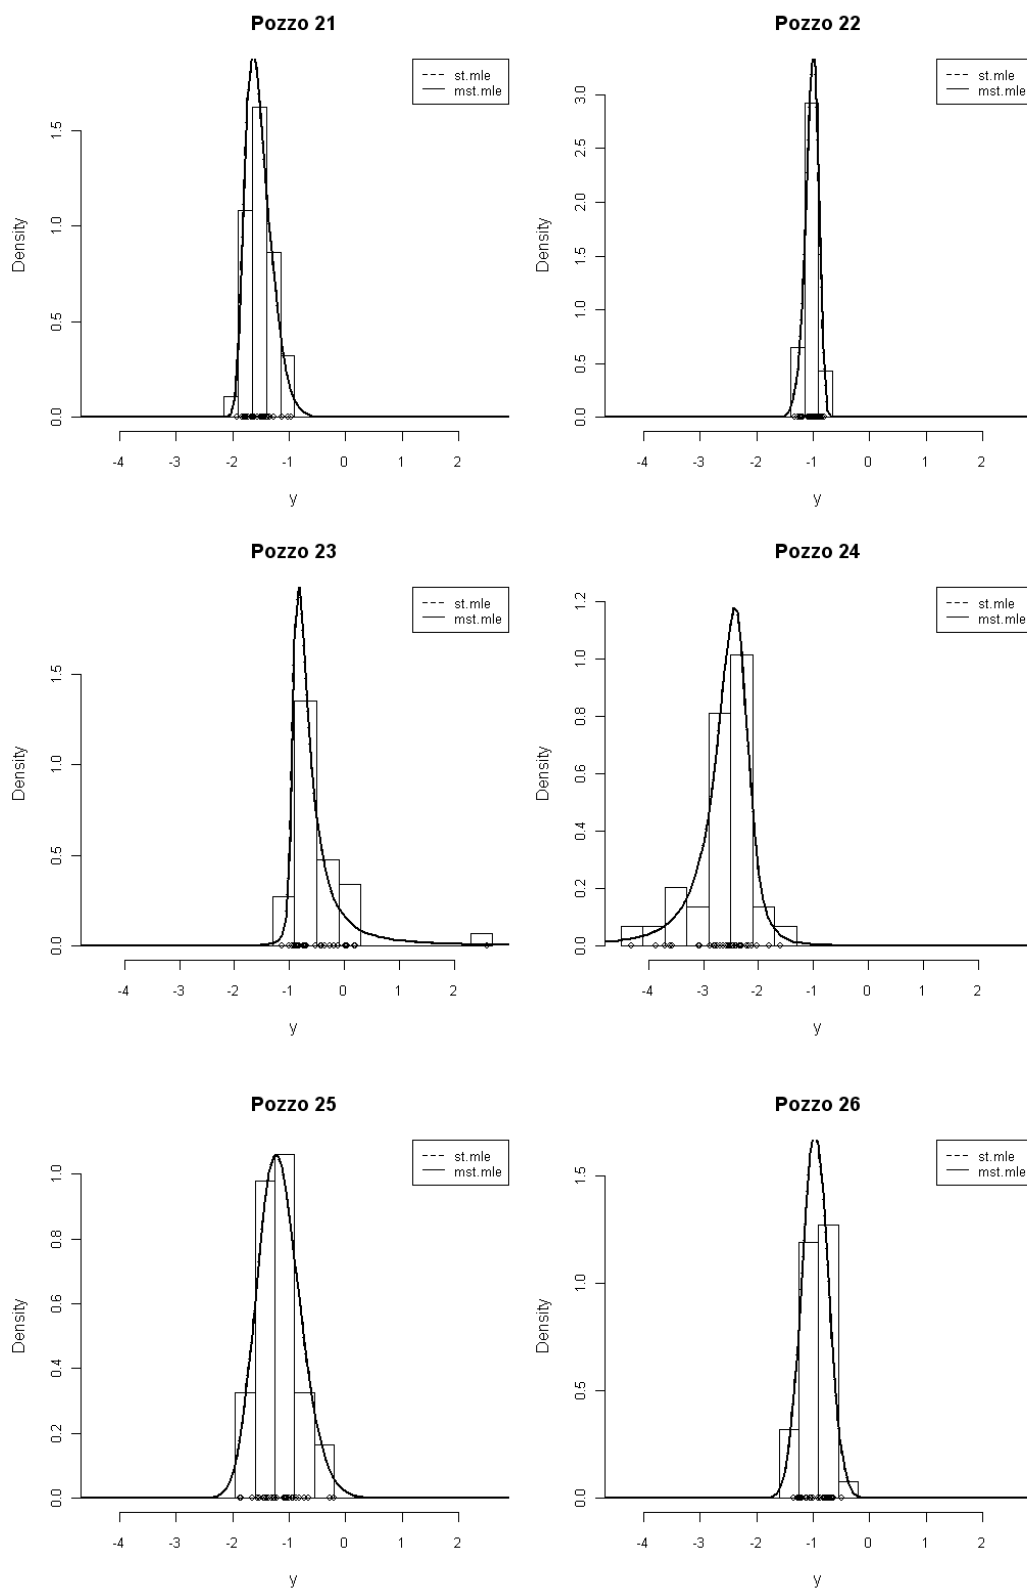 Pozzo 21
st.mle
mst.mle
Density
0.0 0.5 1.0 1.5
-4 -3 -2 -1 0 1 2
y
Pozzo 22
st.mle
mst.mle
Density
0.0 0.5 1.0 1.5 2.0 2.5 3.0
-4 -3 -2 -1 0 1 2
y
Pozzo 23
st.mle
mst.mle
Density
0.0 0.5 1.0 1.5
-4 -3 -2 -1 0 1 2
y
Pozzo 24
st.mle
mst.mle
Density
0.0 0.2 0.4 0.6 0.8 1.0 1.2
-4 -3 -2 -1 0 1 2
y
Pozzo 25
st.mle
mst.mle
Density
0.0 0.2 0.4 0.6 0.8 1.0
-4 -3 -2 -1 0 1 2
y
Pozzo 26
st.mle
mst.mle
Density
0.0 0.5 1.0 1.5
-4 -3 -2 -1 0 1 2
y